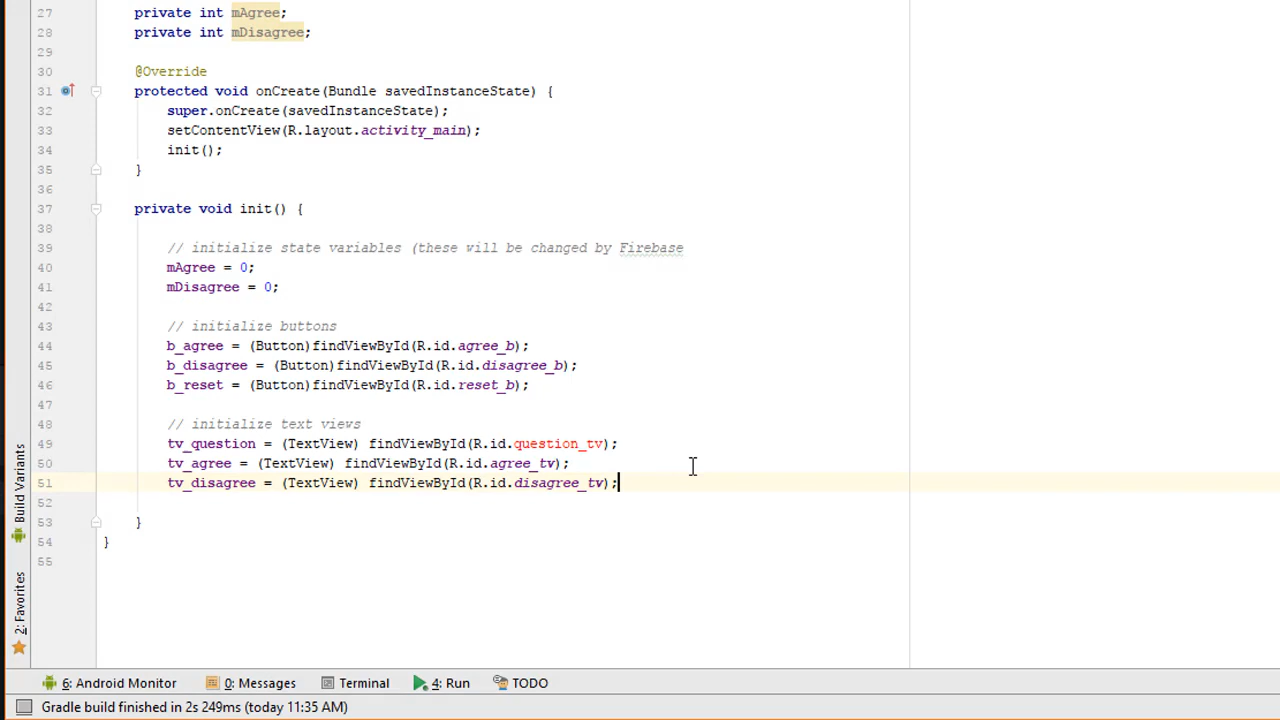 27 private int mAgree;
28 private int mDisagree;
29
30 @Override
31 protected void onCreate(Bundle savedInstanceState) {
32 super.onCreate(savedInstanceState);
33 setContentView(R.layout.activity_main);
34 init();
35 }
36
37 private void init() {
38
39 // initialize state variables (these will be changed by Firebase
40 mAgree = 0;
41 mDisagree = 0;
42
43 // initialize buttons
44 b_agree = (Button)findViewById(R.id.agree_b);
45 b_disagree = (Button)findViewById(R.id.disagree_b);
46 b_reset = (Button)findViewById(R.id.reset_b);
47
48 // initialize text views
49 tv_question = (TextView) findViewById(R.id.question_tv);
50 tv_agree = (TextView) findViewById(R.id.agree_tv);
51 tv_disagree = (TextView) findViewById(R.id.disagree_tv);
52
53 }
54 }
55
Build Variants
2: Favorites
6: Android Monitor 0: Messages Terminal 4: Run TODO
Gradle build finished in 2s 249ms (today 11:35 AM)